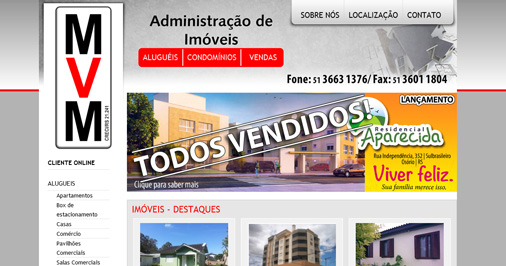 SOBRE NÓS
LOCALIZAÇÃO
CONTATO
MVM
CRECI/RS 21.241
Administração de
Imóveis
ALUGUÉIS
CONDOMÍNIOS
VENDAS
Fone: 51 3663 1376/ Fax: 51 3601 1804
CLIENTE ONLINE
ALUGUEIS
Apartamentos
Box de
estacionamento
Casas
Comércio
Pavilhões
Comerciais
Salas Comerciais
TODOS VENDIDOS!
Clique para saber mais
LANÇAMENTO
Residencial
Aparecida
Rua Independência, 352 | Sulbrasileiro
Osório | RS
Viver feliz.
Sua família merece isso.
IMÓVEIS - DESTAQUES